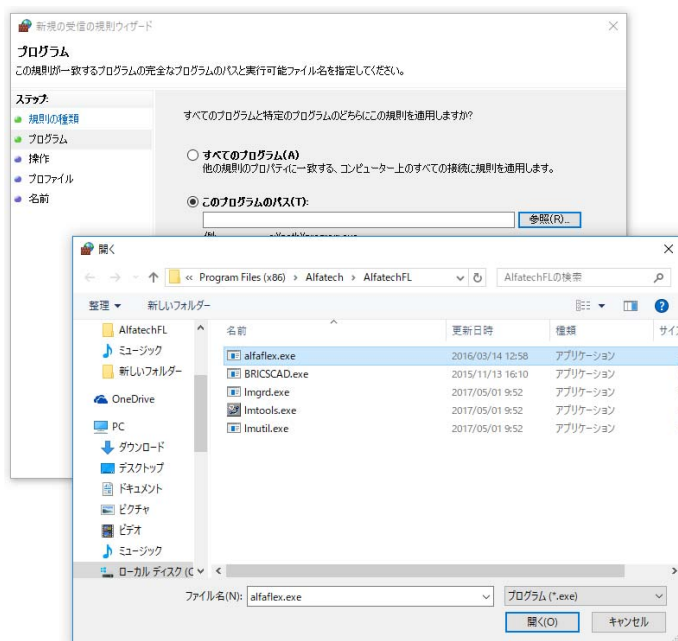 新規の受信の規則ウィザード
プログラム
この規則が一致するプログラムの完全なプログラムのパスと実行可能ファイル名を指定してください。
ステップ:
規則の種類
プログラム
操作
プロファイル
名前
すべてのプログラムと特定のプログラムのどちらにこの規則を適用しますか?
すべてのプログラム(A)
他の規則のプロパティに一致する、コンピューター上のすべての接続に規則を適用します。
このプログラムのパス(T):
参照(R)...
開く
« Program Files (x86) › Alfatech › AlfatechFL
AlfatechFLの検索
整理 新しいフォルダー
AlfatechFL
ミュージック
新しいフォルダー
OneDrive
PC
ダウンロード
デスクトップ
ドキュメント
ピクチャ
ビデオ
ミュージック
ローカル ディスク (C
名前 更新日時 種類 サイ
alfaflex.exe 2016/03/14 12:58 アプリケーション
BRICSCAD.exe 2015/11/13 16:10 アプリケーション
lmgrd.exe 2017/05/01 9:52 アプリケーション
lmtools.exe 2017/05/01 9:52 アプリケーション
lmutil.exe 2017/05/01 9:52 アプリケーション
ファイル名(N): alfaflex.exe プログラム (*.exe)
開く(O) キャンセル